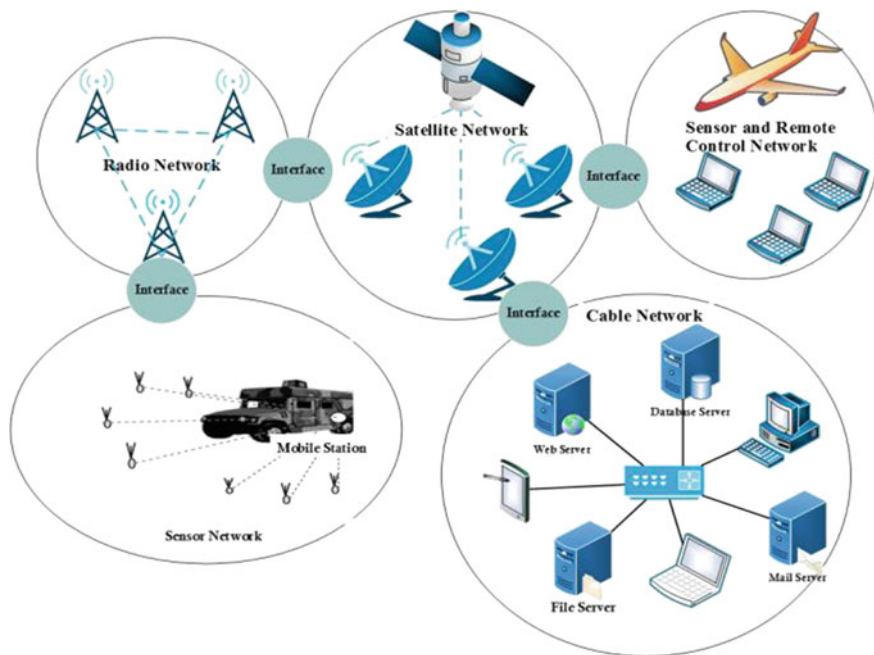 Satellite Network
Sensor and Remote
Control Network
Radio Network
Interface
Interface
Interface
Interface
Cable Network
Database Server
Web Server
Mobile Station
Sensor Network
File Server
Mail Server